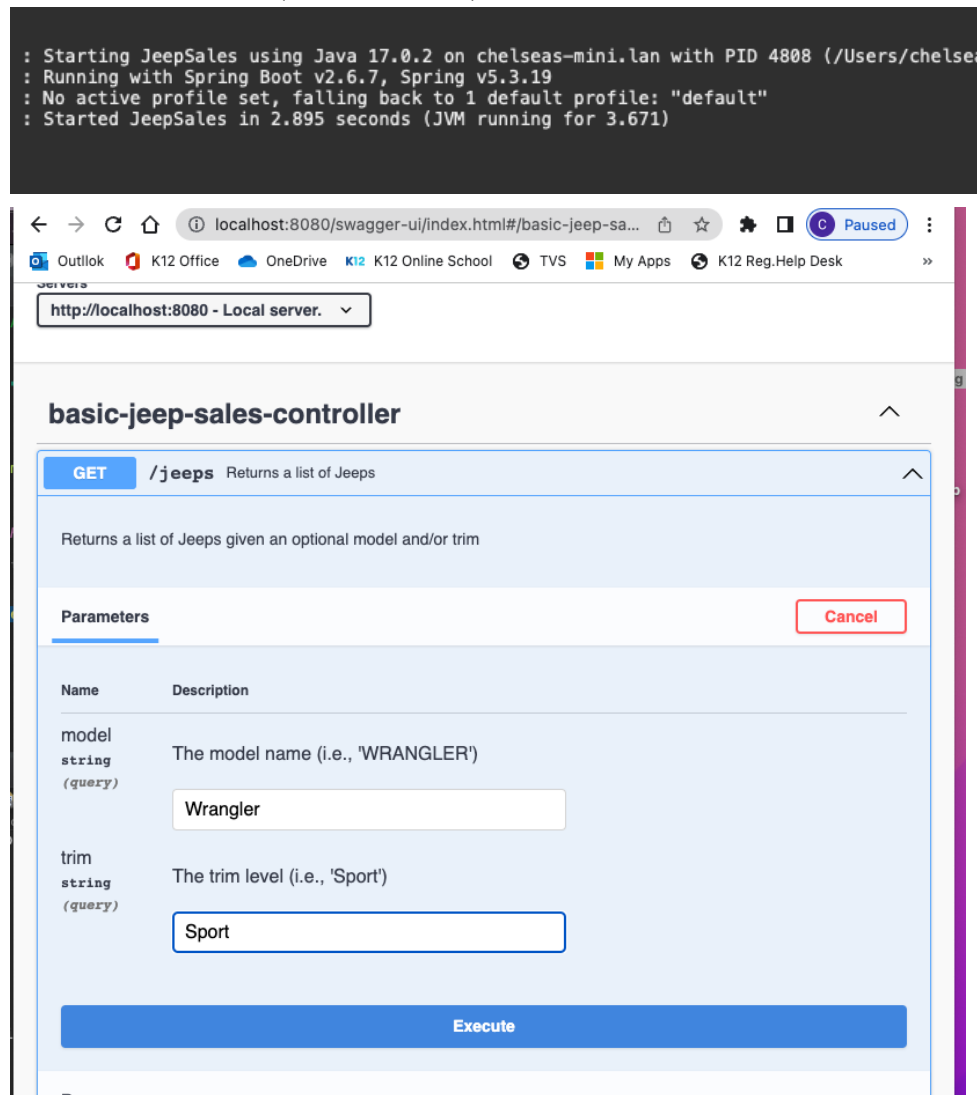 : Starting JeepSales using Java 17.0.2 on chelseas-mini.lan with PID 4808 (/Users/chelsea
: Running with Spring Boot v2.6.7, Spring v5.3.19
: No active profile set, falling back to 1 default profile: "default"
: Started JeepSales in 2.895 seconds (JVM running for 3.671)
localhost:8080/swagger-ui/index.html#/basic-jeep-sa... C Paused
Outllok K12 Office OneDrive K12 K12 Online School TVS My Apps K12 Reg.Help Desk »
Servers
http://localhost:8080 - Local server.
basic-jeep-sales-controller
GET /jeeps Returns a list of Jeeps
Returns a list of Jeeps given an optional model and/or trim
Parameters Cancel
Name Description
model
string
(query)
The model name (i.e., 'WRANGLER')
Wrangler
trim
string
(query)
The trim level (i.e., 'Sport')
Sport
Execute